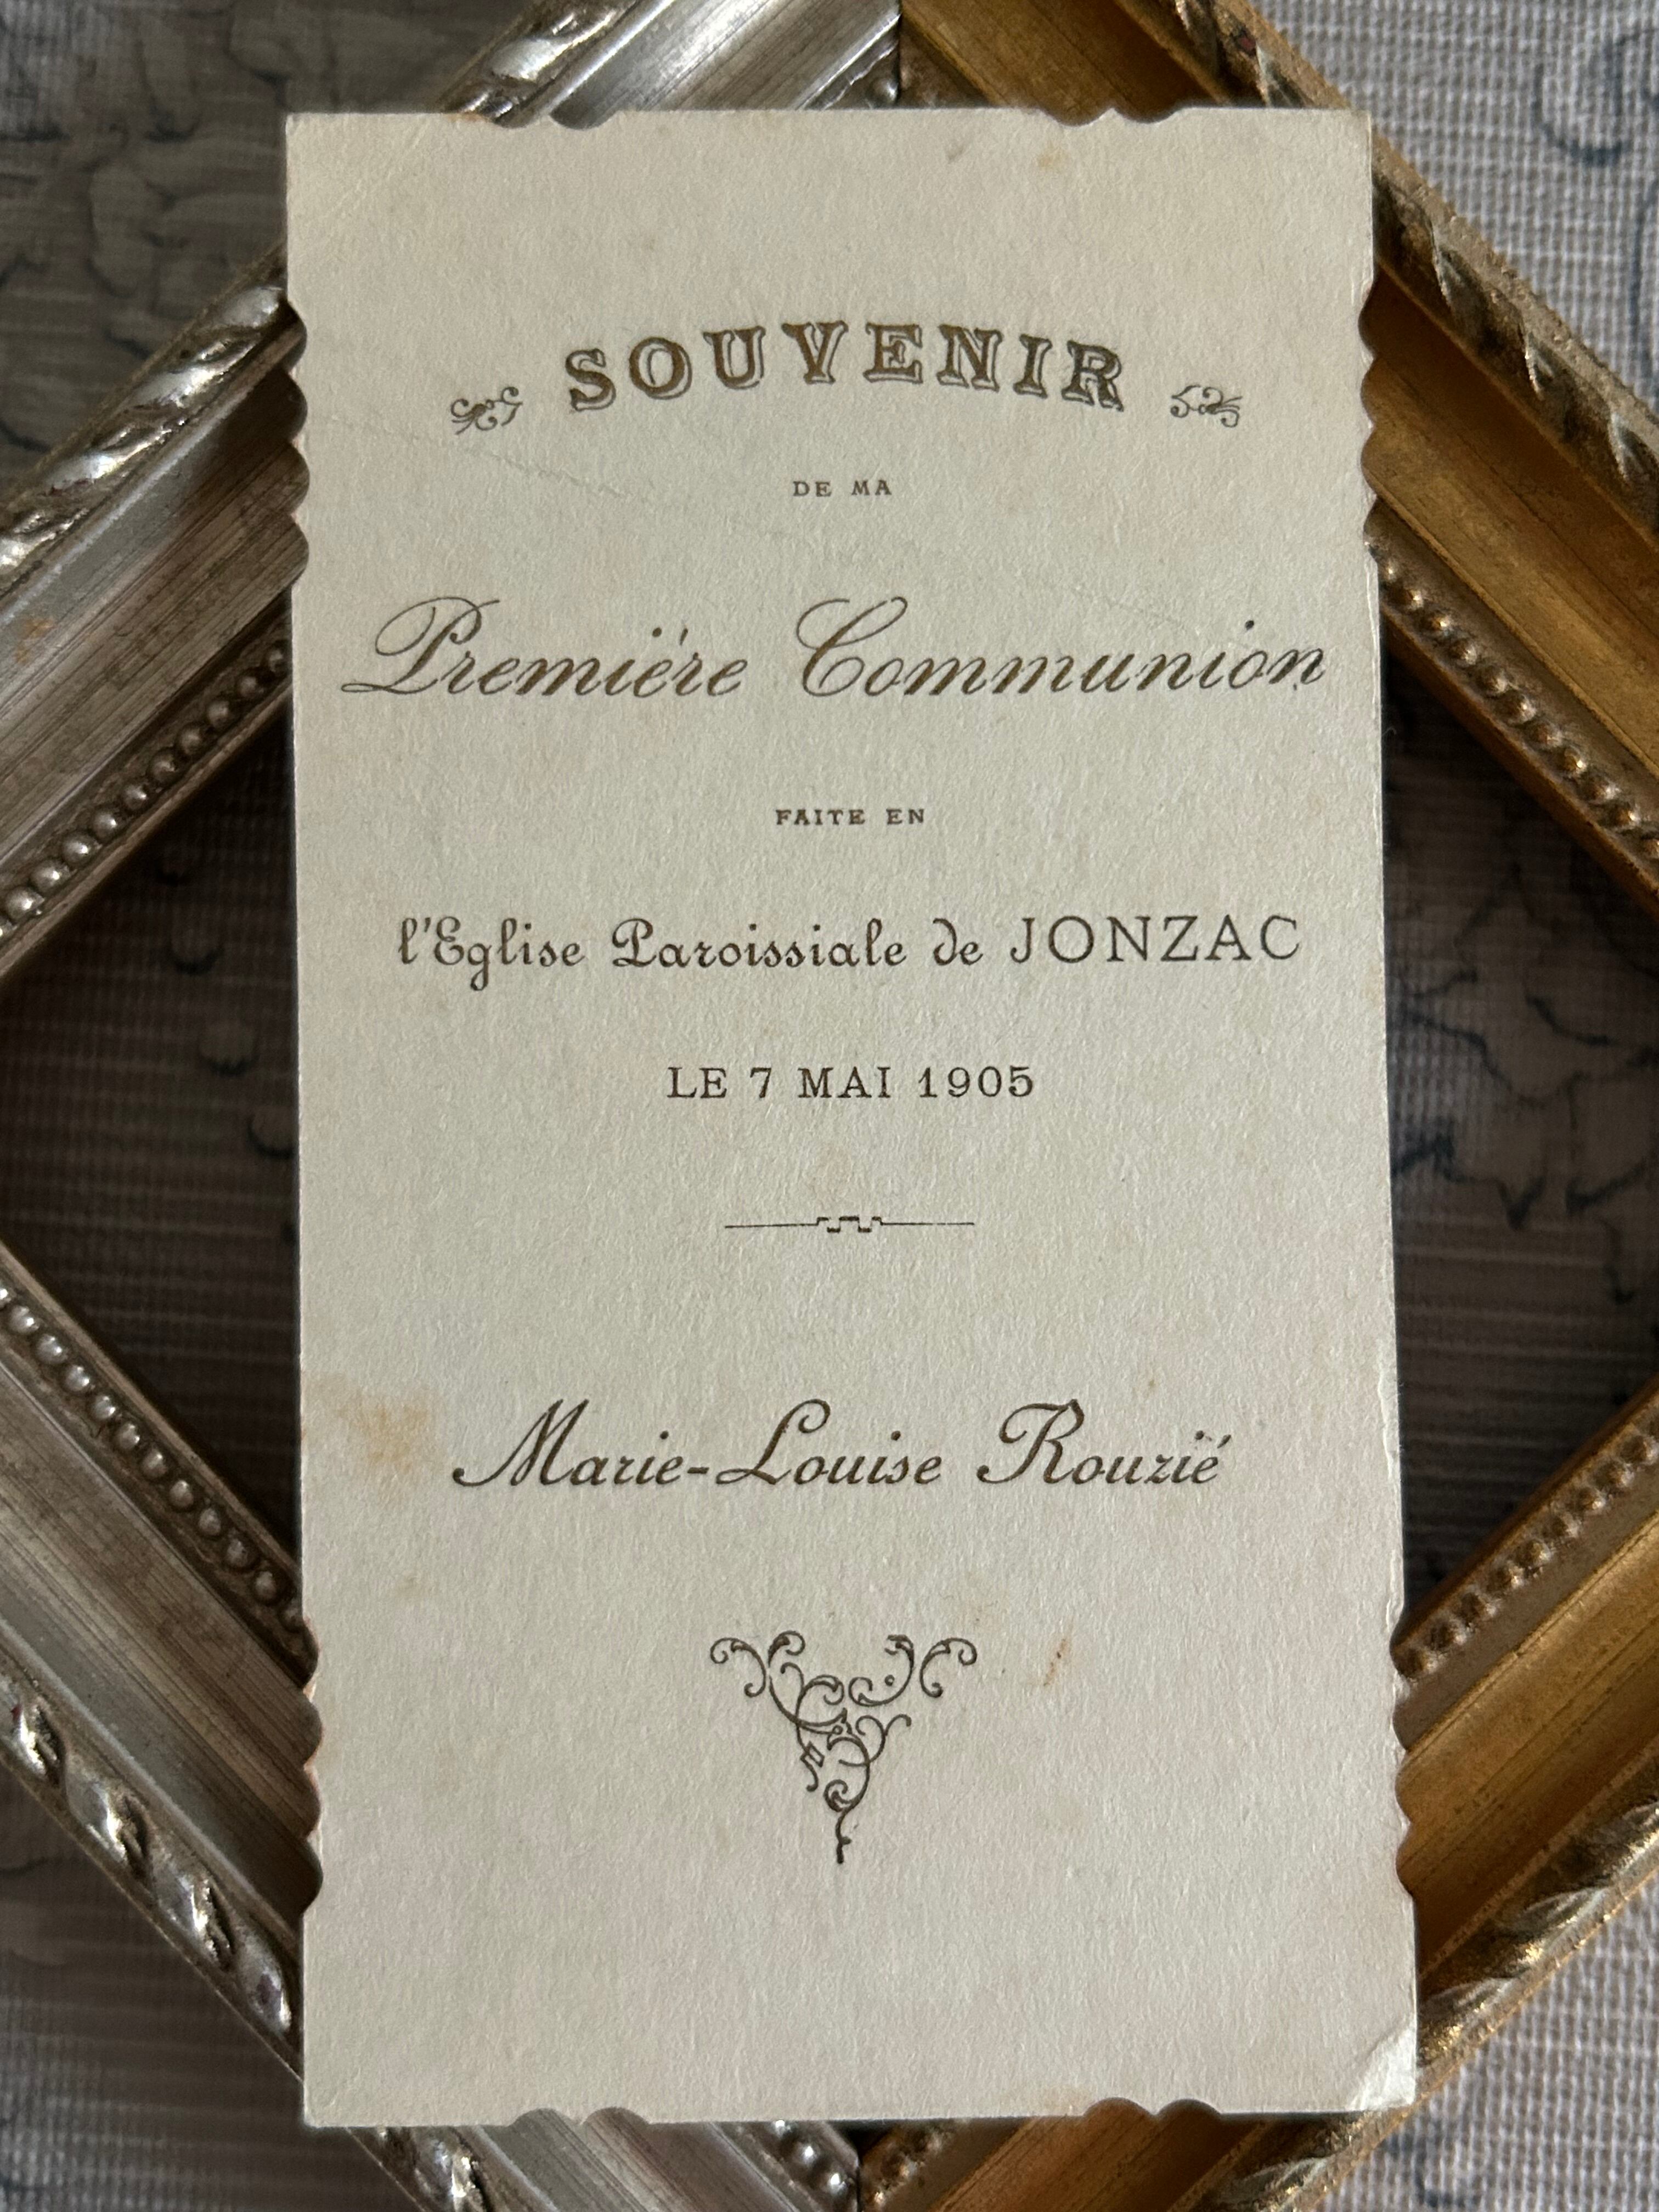 SOUVENIR
DE MA
Première Communion
FAITE EN
l'Eglise Paroissiale de JONZAC
LE 7 MAI 1905
Marie-Louise Rouzié